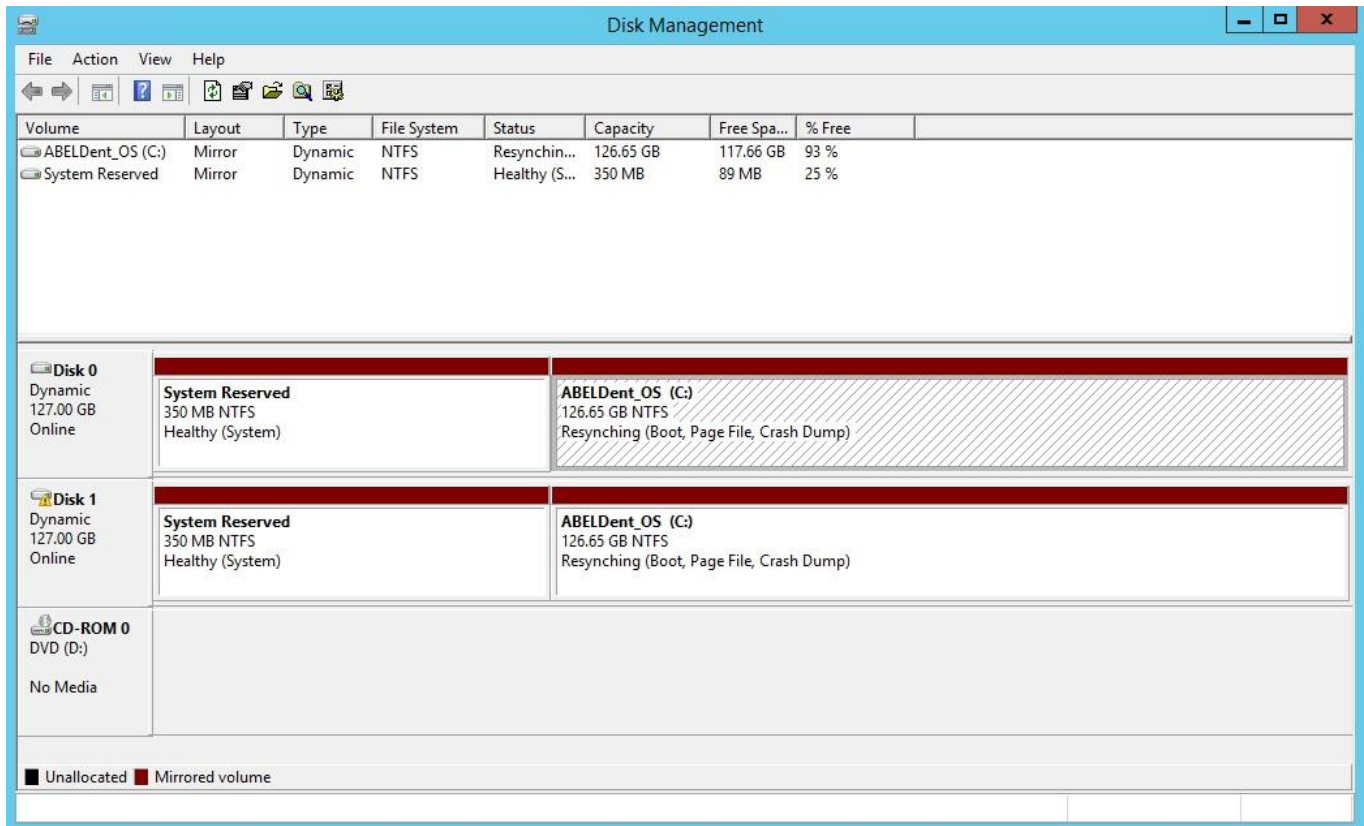 Disk Management
File Action View Help
Volume Layout Type File System Status Capacity Free Spa... % Free
ABELDent_OS (C:) Mirror Dynamic NTFS Resynchin... 126.65 GB 117.66 GB 93 %
System Reserved Mirror Dynamic NTFS Healthy (S... 350 MB 89 MB 25 %
Disk 0
Dynamic
127.00 GB
Online
System Reserved
350 MB NTFS
Healthy (System)
ABELDent_OS (C:)
126.65 GB NTFS
Resynching (Boot, Page File, Crash Dump)
Disk 1
Dynamic
127.00 GB
Online
System Reserved
350 MB NTFS
Healthy (System)
ABELDent_OS (C:)
126.65 GB NTFS
Resynching (Boot, Page File, Crash Dump)
CD-ROM 0
DVD (D:)
No Media
Unallocated Mirrored volume